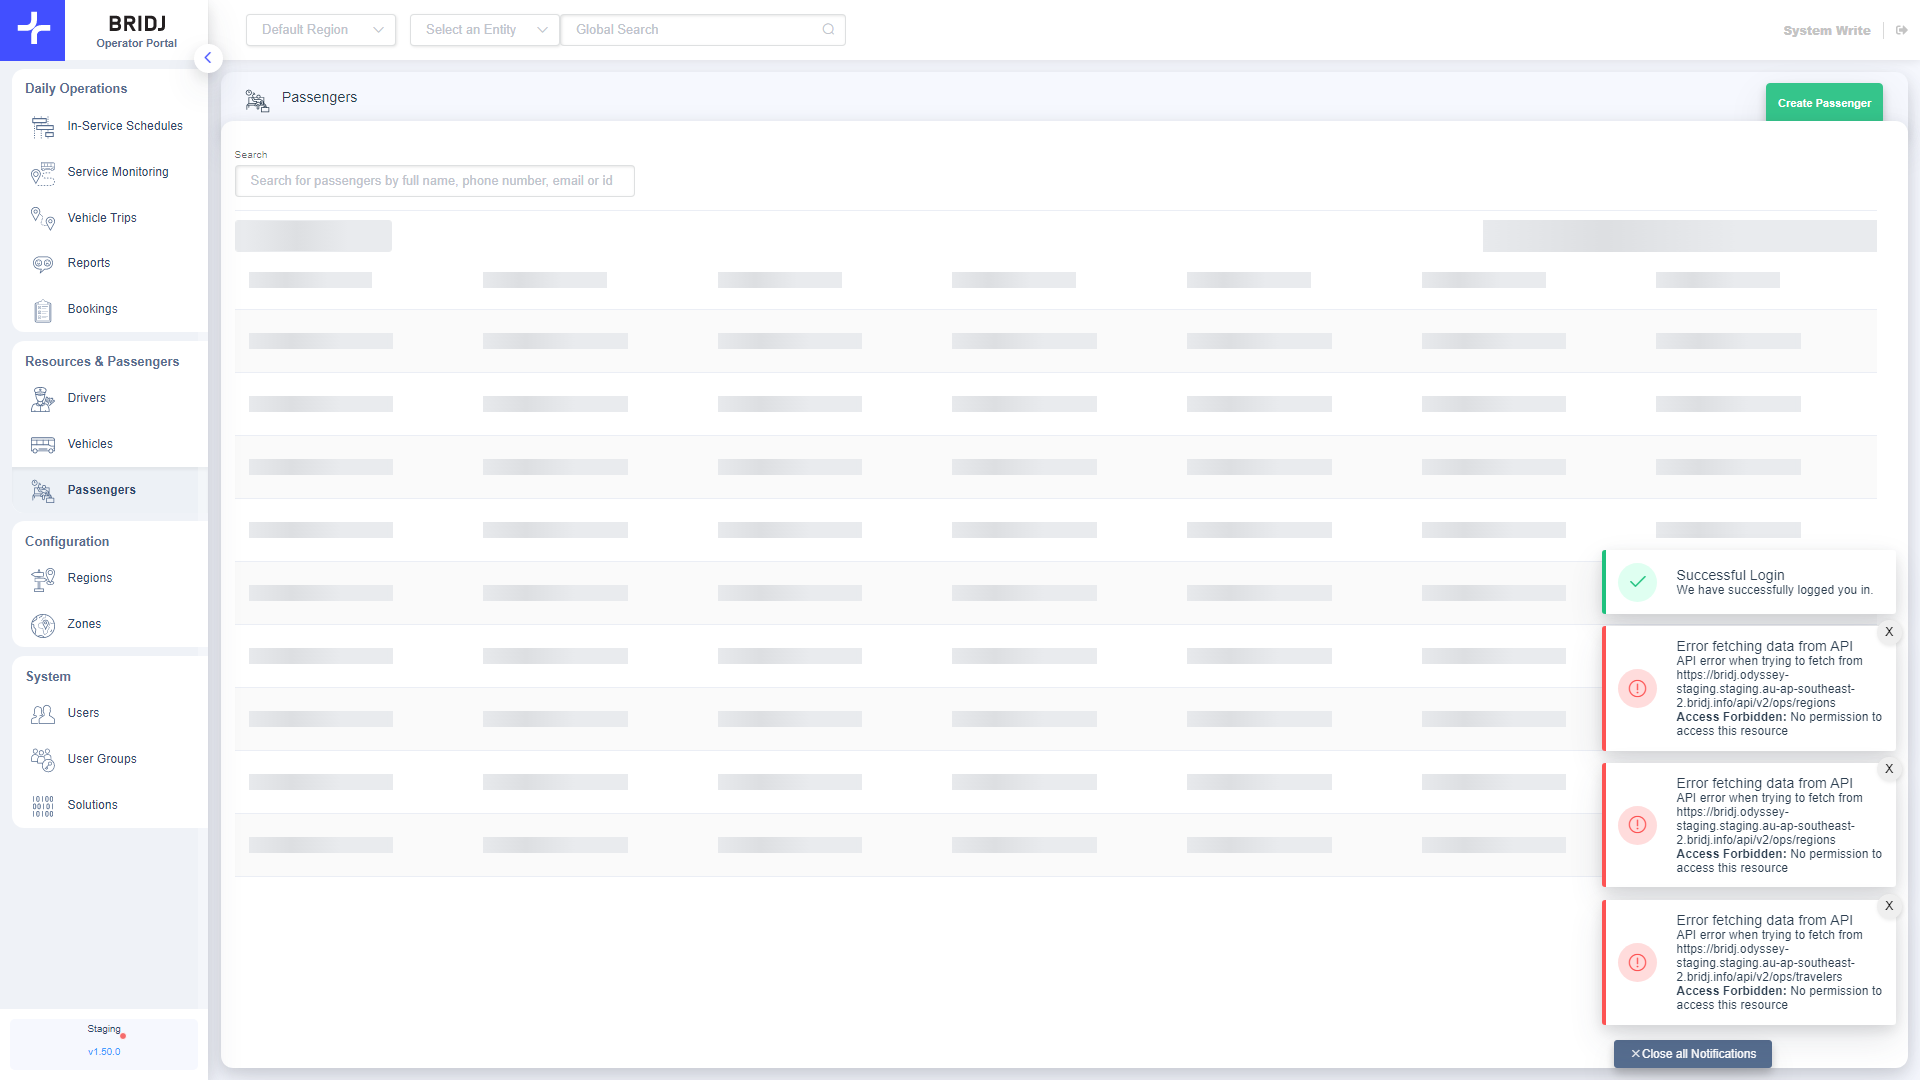 BRIDJ
Operator Portal
Default Region
Select an Entity
Global Search
System Write
Daily Operations
In-Service Schedules
Service Monitoring
Vehicle Trips
Reports
Bookings
Resources & Passengers
Drivers
Vehicles
Passengers
Configuration
Regions
Zones
System
Users
User Groups
Solutions
Staging
v1.50.0
Passengers
Create Passenger
Search
Search for passengers by full name, phone number, email or id
Successful Login
We have successfully logged you in.
X
Error fetching data from API
API error when trying to fetch from
https://bridj.odyssey-
staging.staging.au-ap-southeast-
2.bridj.info/api/v2/ops/regions
Access Forbidden: No permission to
access this resource
X
Error fetching data from API
API error when trying to fetch from
https://bridj.odyssey-
staging.staging.au-ap-southeast-
2.bridj.info/api/v2/ops/regions
Access Forbidden: No permission to
access this resource
X
Error fetching data from API
API error when trying to fetch from
https://bridj.odyssey-
staging.staging.au-ap-southeast-
2.bridj.info/api/v2/ops/travelers
Access Forbidden: No permission to
access this resource
✕Close all Notifications